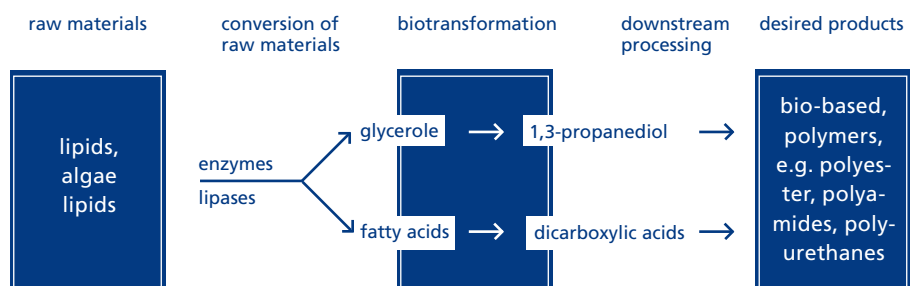 raw materials
conversion of
raw materials
biotransformation
downstream
processing
desired products
lipids,
algae
lipids
enzymes
lipases
glycerole
1,3-propanediol
fatty acids
dicarboxylic acids
bio-based,
polymers,
e.g. polyes-
ter, polya-
mides, poly-
urethanes